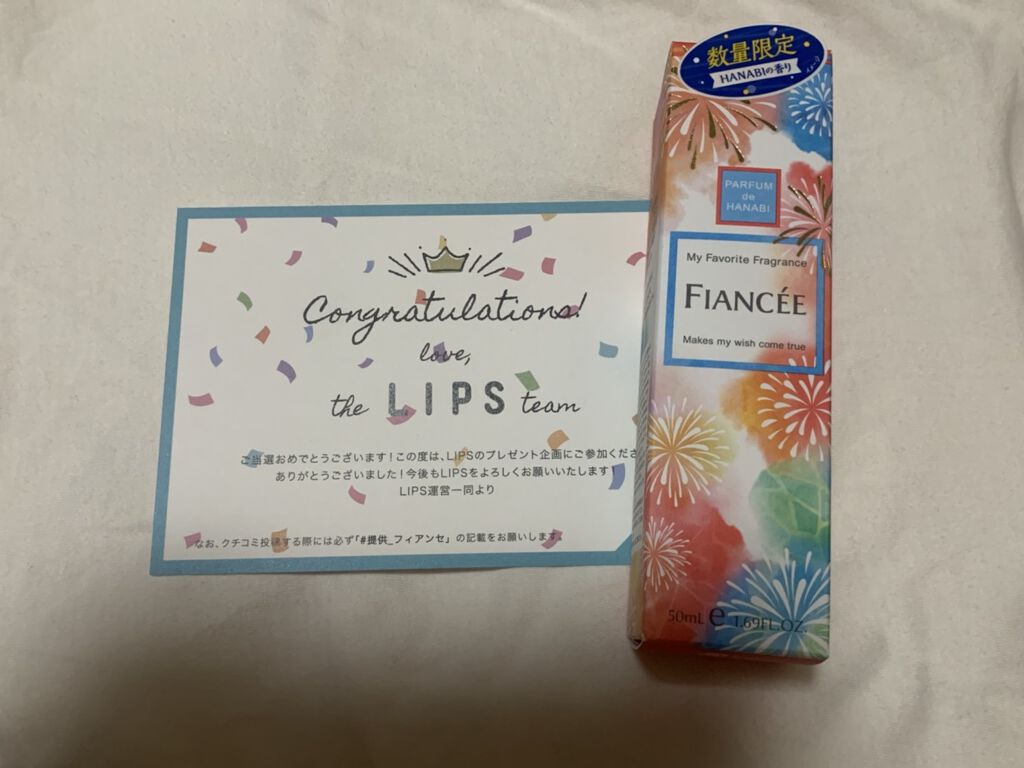 Congratulations!
love,
the LIPS team
ご当選おめでとうございます!この度は、LIPSのプレゼント企画にご参加くださ
ありがとうございました!今後もLIPSをよろしくお願いいたします!
LIPS運営一同より
なお、クチコミ投稿する際には必ず「#提供_フィアンセ」の記載をお願いします。
数量限定
HANABIの香り
イメージ
PARFUM
de
HANABI
My Favorite Fragrance
FIANCÉE
Makes my wish come true
50mL e 1.69FL.OZ.